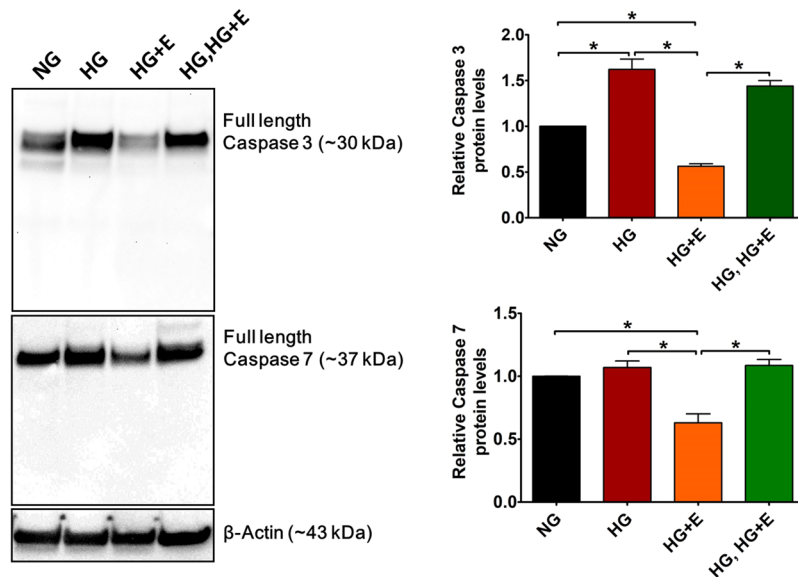 NG
HG
HG+E
HG,HG+E
Full length
Caspase 3 (~30 kDa)
Full length
Caspase 7 (~37 kDa)
β-Actin (~43 kDa)
Relative Caspase 3
protein levels
2.0
1.5
1.0
0.5
0.0
*
*
*
*
NG
HG
HG+E
HG, HG+E
Relative Caspase 7
protein levels
1.5
1.0
0.5
0.0
*
*
*
NG
HG
HG+E
HG, HG+E